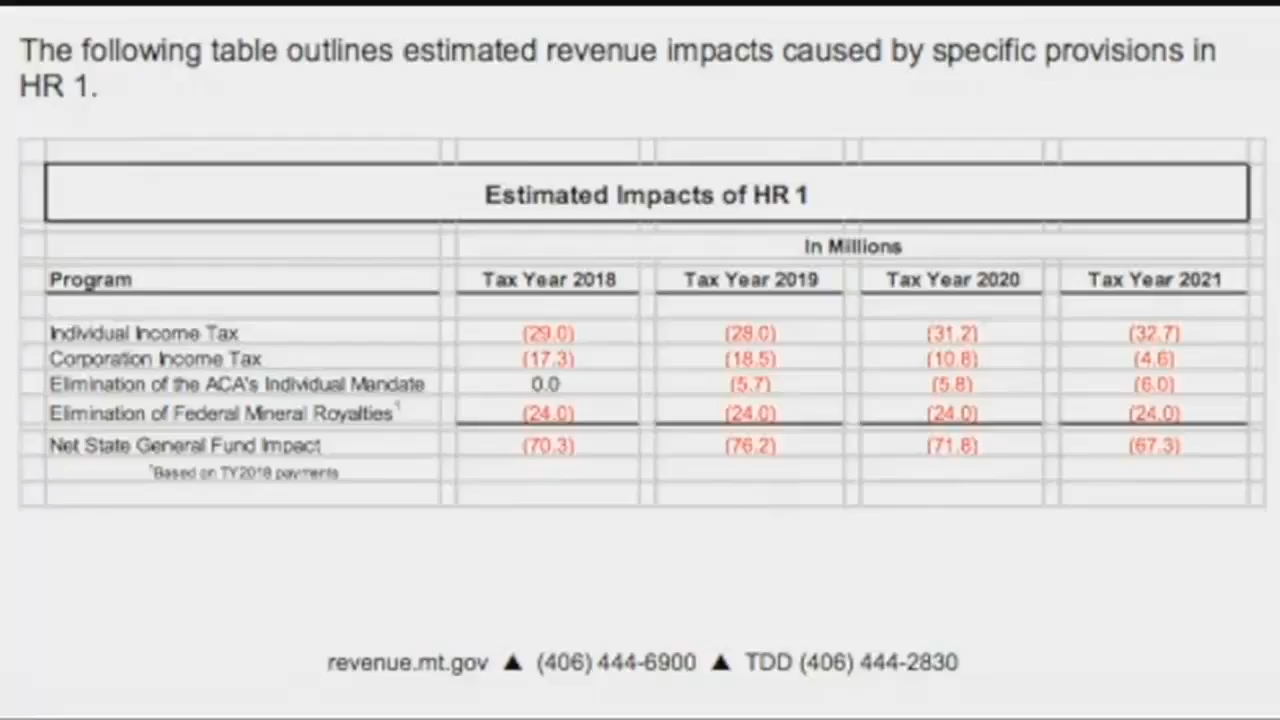 The following table outlines estimated revenue impacts caused by specific provisions in
HR 1.
Estimated Impacts of HR 1
In Millions
Program Tax Year 2018 Tax Year 2019 Tax Year 2020 Tax Year 2021
Individual Income Tax (29.0) (28.0) (31.2) (32.7)
Corporation Income Tax (17.3) (18.5) (10.8) (4.6)
Elimination of the ACA's Individual Mandate 0.0 (5.7) (5.8) (6.0)
Elimination of Federal Mineral Royalties¹ (24.0) (24.0) (24.0) (24.0)
Net State General Fund Impact (70.3) (76.2) (71.8) (67.3)
¹Based on TY2018 payments
revenue.mt.gov ▲ (406) 444-6900 ▲ TDD (406) 444-2830